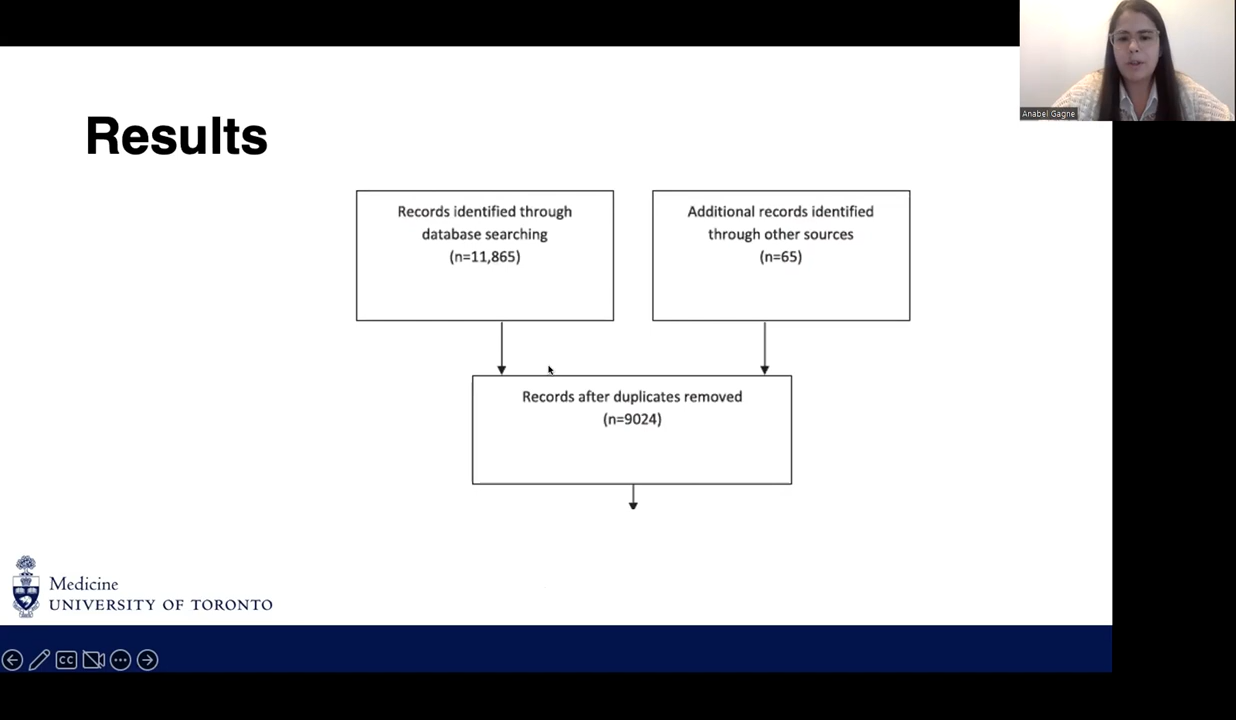 Results
Records identified through
database searching
(n=11,865)
Additional records identified
through other sources
(n=65)
Records after duplicates removed
(n=9024)
Medicine
UNIVERSITY OF TORONTO
CC
Anabel Gagne